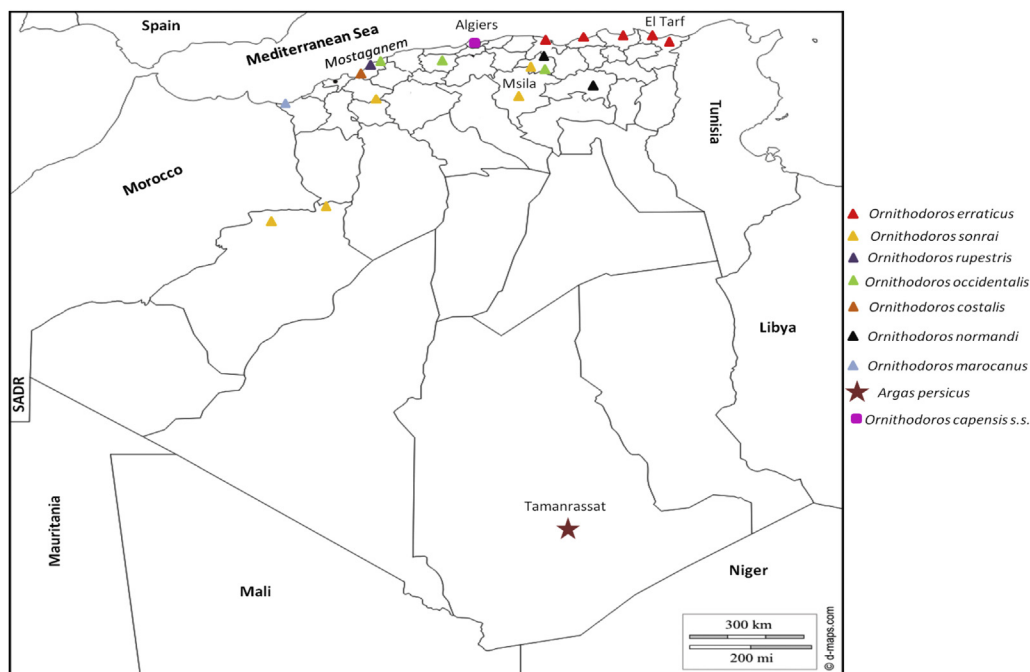 Spain
Mediterranean Sea
Algiers
El Tarf
Mostaganem
Msila
Tunisia
Morocco
Ornithodoros erraticus
Ornithodoros sonrai
Ornithodoros rupestris
Ornithodoros occidentalis
Ornithodoros costalis
Ornithodoros normandi
Ornithodoros marocanus
Argas persicus
Ornithodoros capensis s.s.
Libya
SADR
Mauritania
Tamanrassat
Mali
Niger
300 km
200 mi
© d-maps.com